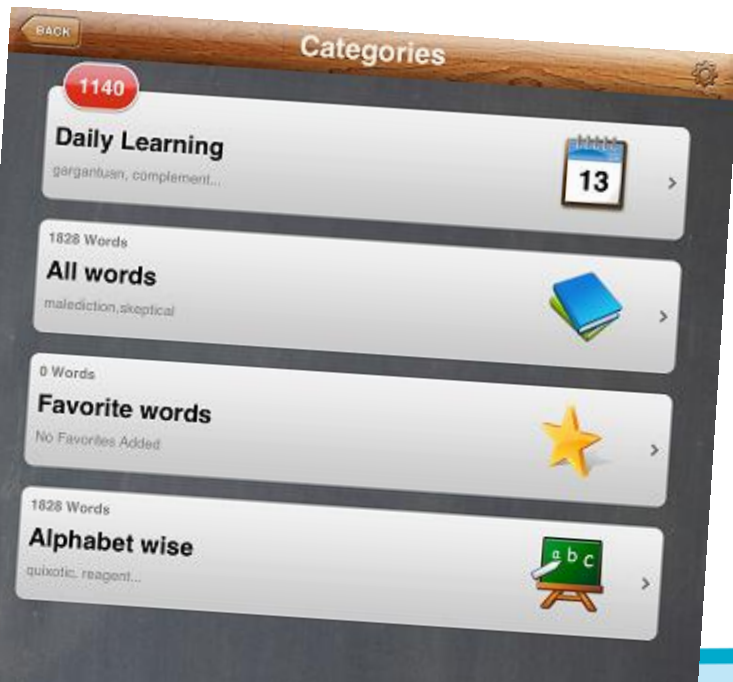 BACK
Categories
1140
Daily Learning
gargantuan, complement...
13
1828 Words
All words
malediction,skeptical
0 Words
Favorite words
No Favorites Added
1828 Words
Alphabet wise
quixotic, reagent...
a b c